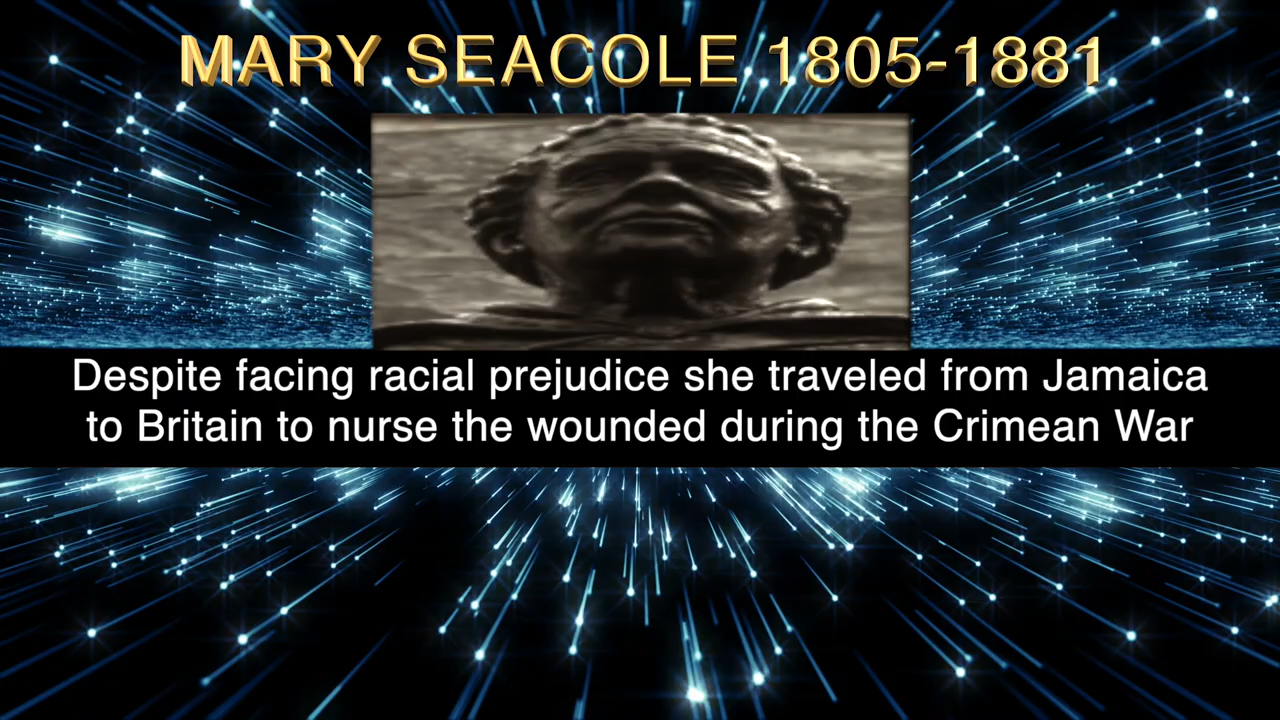 MARY SEACOLE 1805-1881
Despite facing racial prejudice she traveled from Jamaica
to Britain to nurse the wounded during the Crimean War